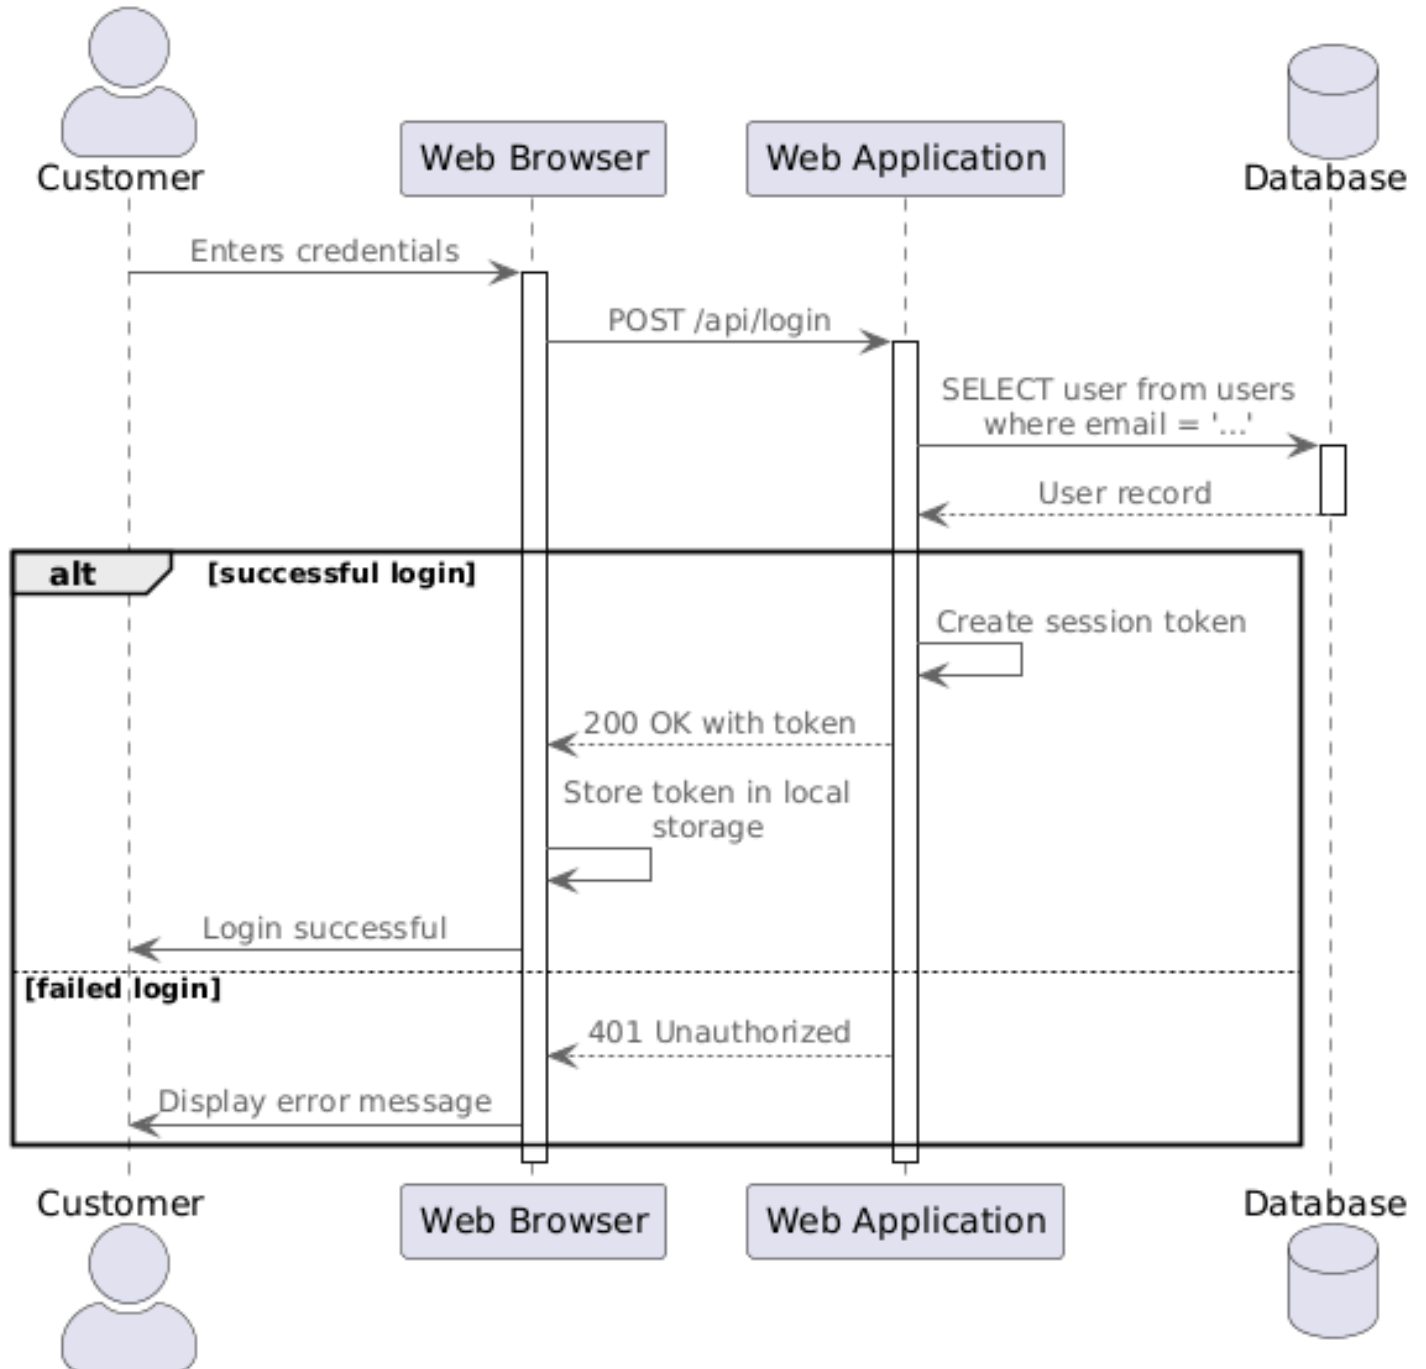 Customer
Web Browser
Web Application
Database
Enters credentials
POST /api/login
SELECT user from users
where email = '...'
User record
alt
[successful login]
Create session token
200 OK with token
Store token in local
storage
Login successful
[failed login]
401 Unauthorized
Display error message
Customer
Web Browser
Web Application
Database